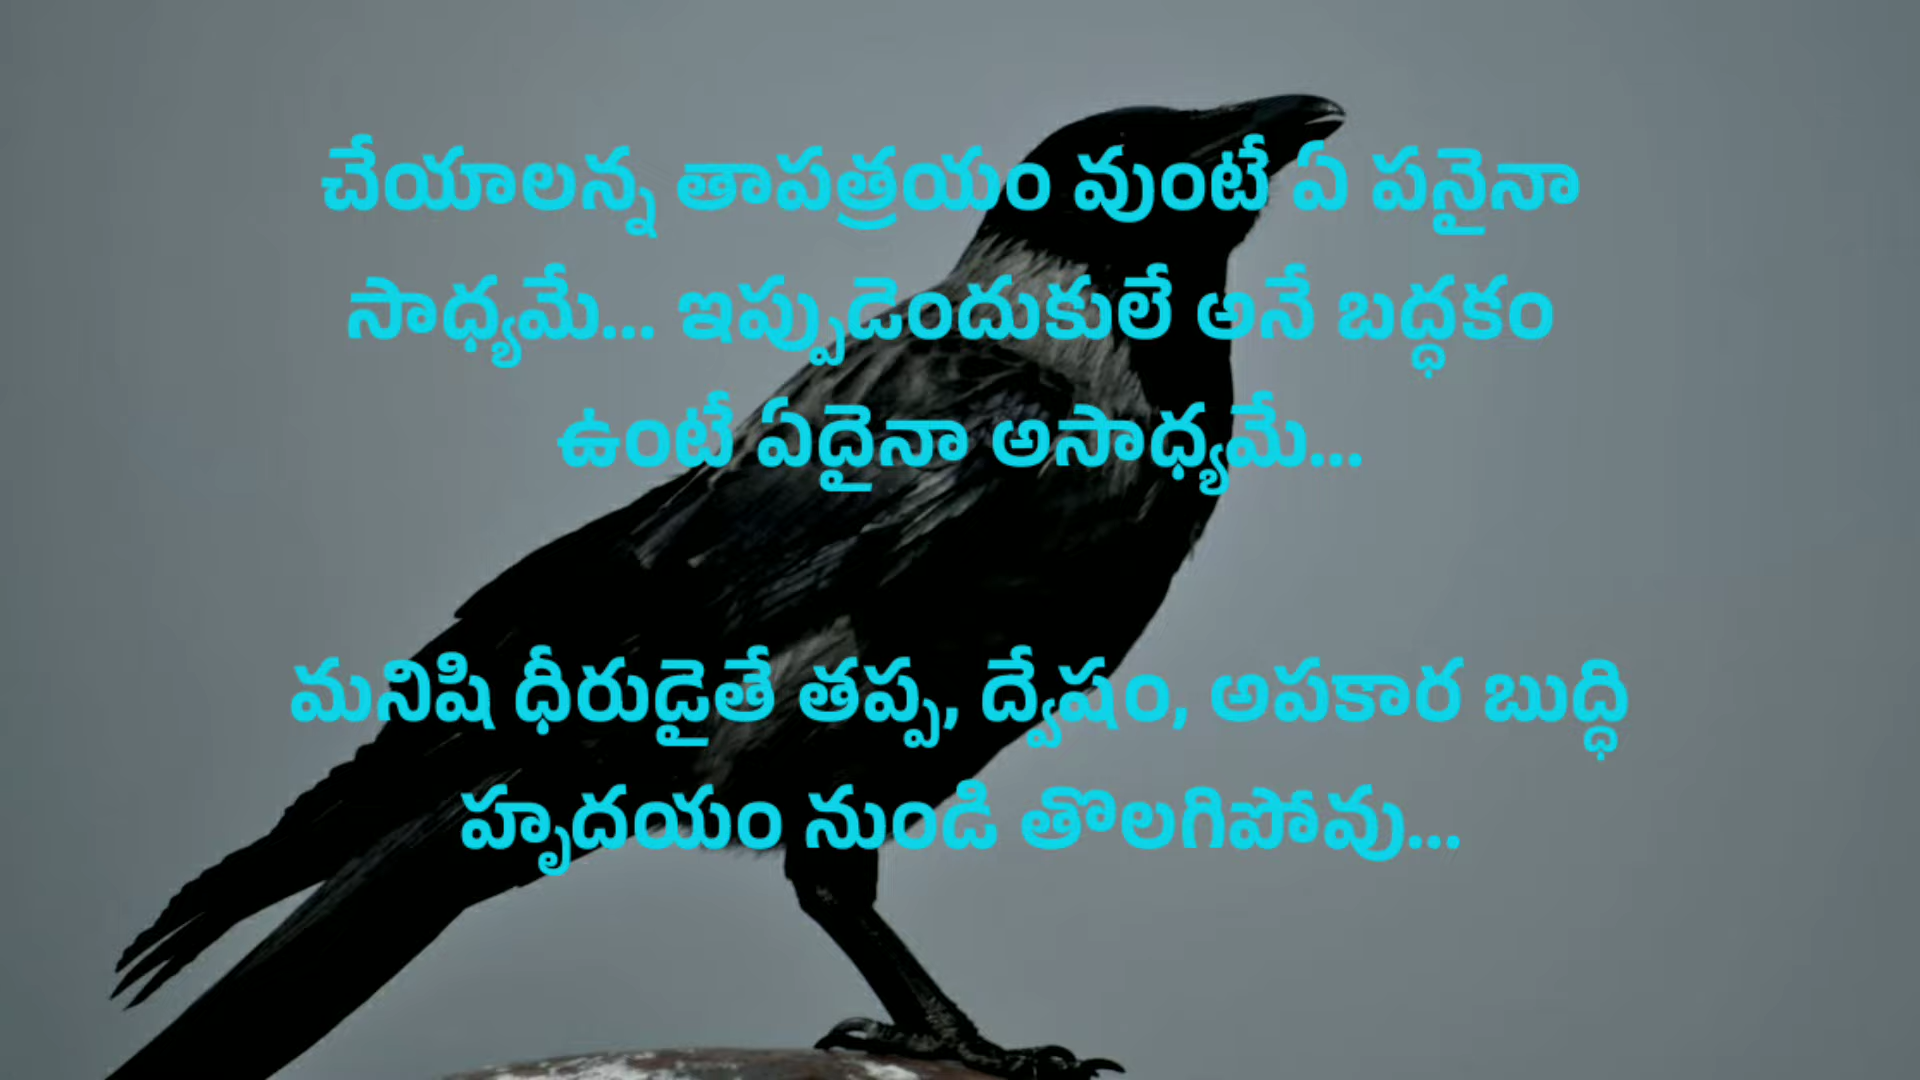 చేయాలన్న తాపత్రయం వుంటే ఏ పనైనా
సాధ్యమే... ఇప్పుడెందుకులే అనే బద్ధకం
ఉంటే ఏదైనా అసాధ్యమే...
మనిషి ధీరుడైతే తప్ప, ద్వేషం, అపకార బుద్ధి
హృదయం నుండి తొలగిపోవు...